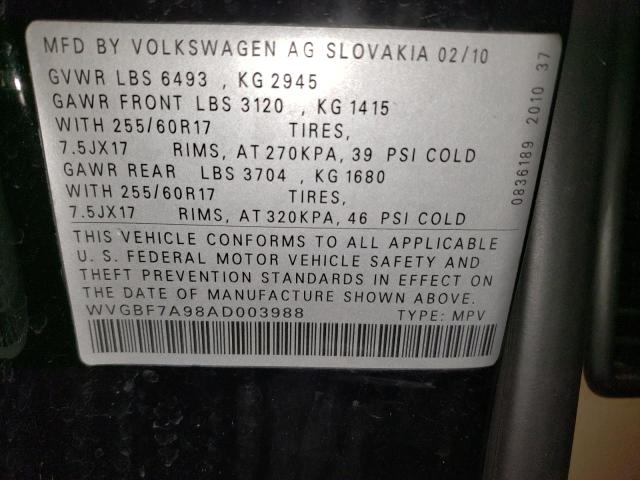 MFD BY VOLKSWAGEN AG SLOVAKIA 02/10
GVWR LBS 6493 , KG 2945
GAWR FRONT LBS 3120 , KG 1415
WITH 255/60R17 TIRES,
7.5JX17 RIMS, AT 270KPA, 39 PSI COLD
GAWR REAR LBS 3704 , KG 1680
WITH 255/60R17 TIRES,
7.5JX17 RIMS, AT 320KPA, 46 PSI COLD
THIS VEHICLE CONFORMS TO ALL APPLICABLE
U. S. FEDERAL MOTOR VEHICLE SAFETY AND
THEFT PREVENTION STANDARDS IN EFFECT ON
THE DATE OF MANUFACTURE SHOWN ABOVE.
WVGBF7A98AD003988 TYPE: MPV
0836189 2010 37